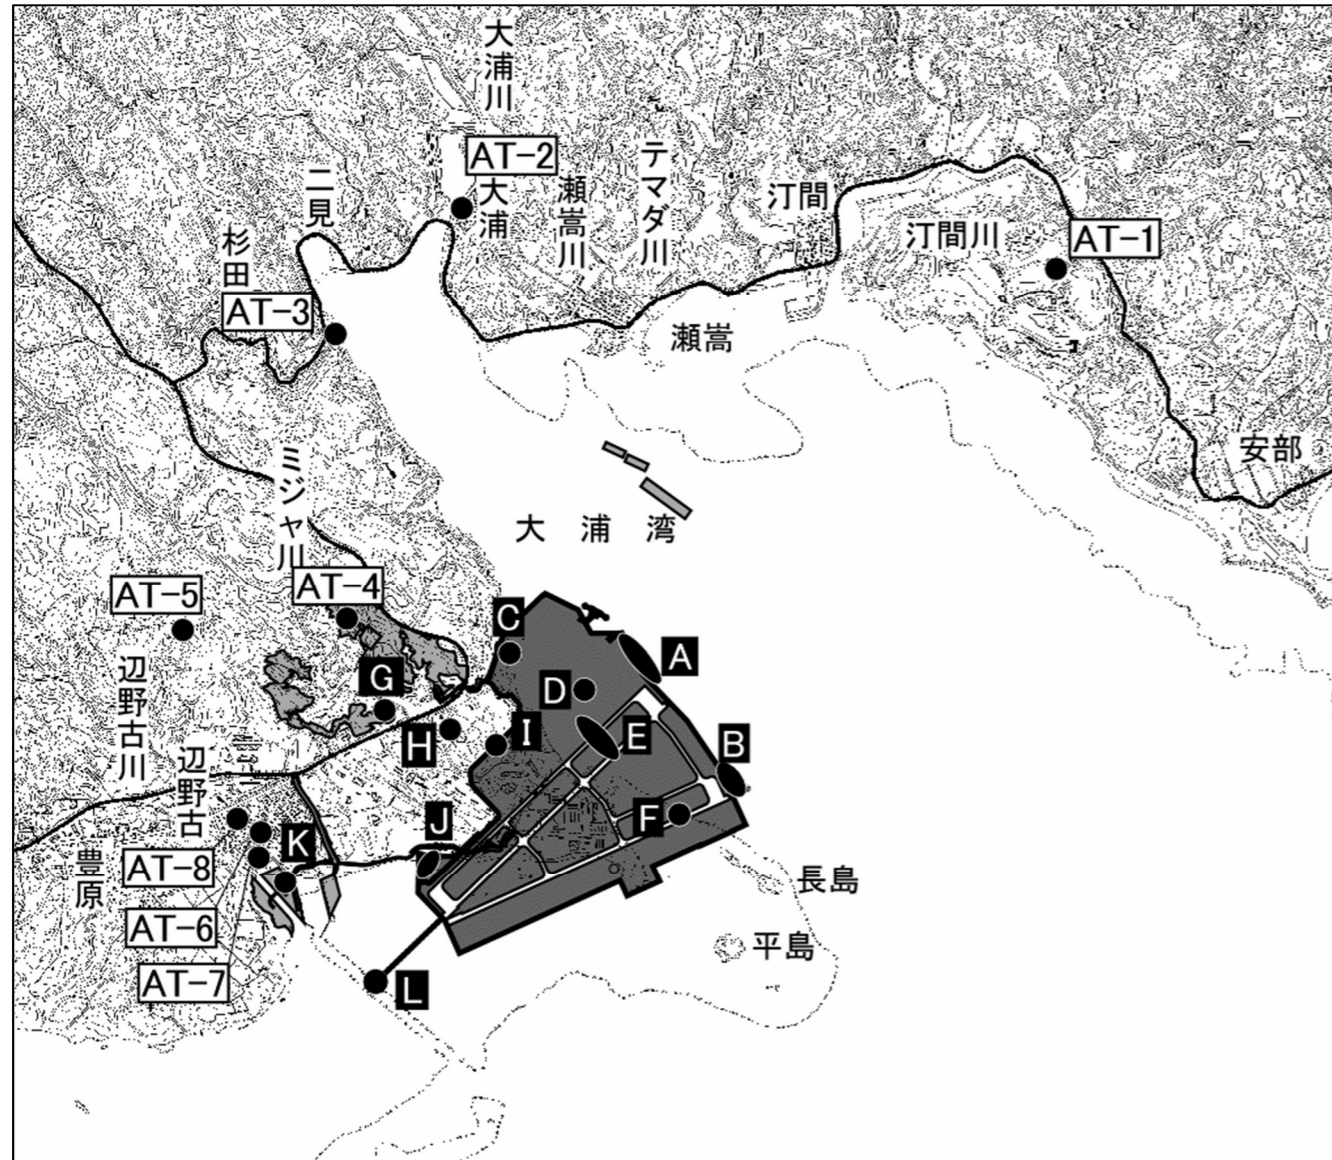 大浦川
AT-2
大浦
瀬嵩川
テマダ川
汀間
汀間川
AT-1
二見
杉田
AT-3
瀬嵩
安部
ミジャ川
大浦湾
AT-5
AT-4
C
A
G
D
辺野古川
H
I
E
B
辺野古
F
J
K
AT-8
豊原
長島
AT-6
平島
AT-7
L